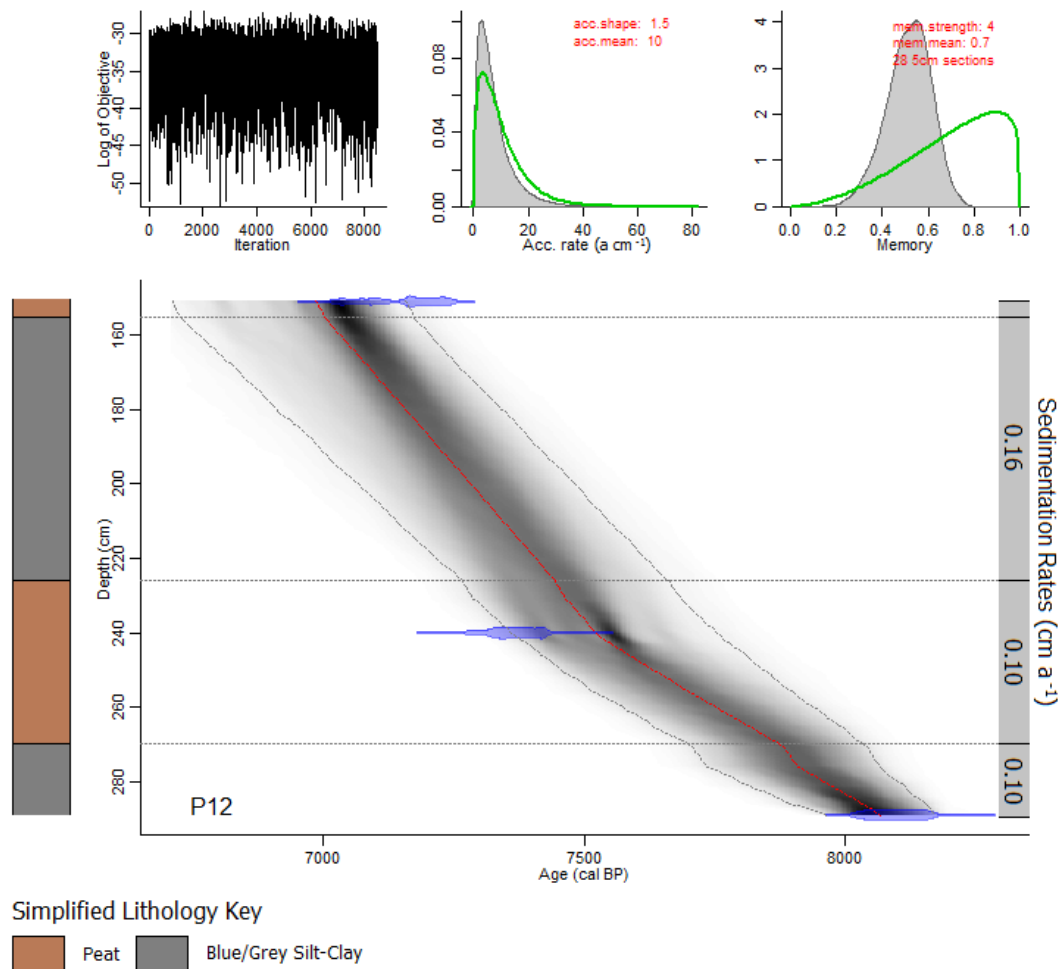 -50 -45 -40 -35 -30
Log of Objective
0 2000 4000 6000 8000
Iteration
0.00 0.04 0.08
acc.shape: 1.5
acc.mean: 10
0 20 40 60 80
Acc. rate (a cm -1)
0 1 2 3 4
mem.strength: 4
mem.mean: 0.7
28 5cm sections
0.0 0.2 0.4 0.6 0.8 1.0
Memory
160
180
200
220
240
260
280
Depth (cm)
P12
7000 7500 8000
Age (cal BP)
0.16
0.10
0.10
Sedimentation Rates (cm a -1)
Simplified Lithology Key
Peat
Blue/Grey Silt-Clay